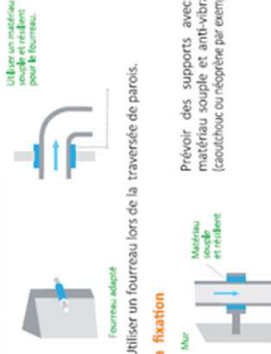 Utiliser un matériau
souple et résilient
pour le fourreau.
Fourreau adapté
Utiliser un fourreau lors de la traversée de parois.
fixation
Mur
Matériau
souple
et résilient
Prévoir des supports avec
matériau souple et anti-vibra
(caoutchouc ou néoprène par exem